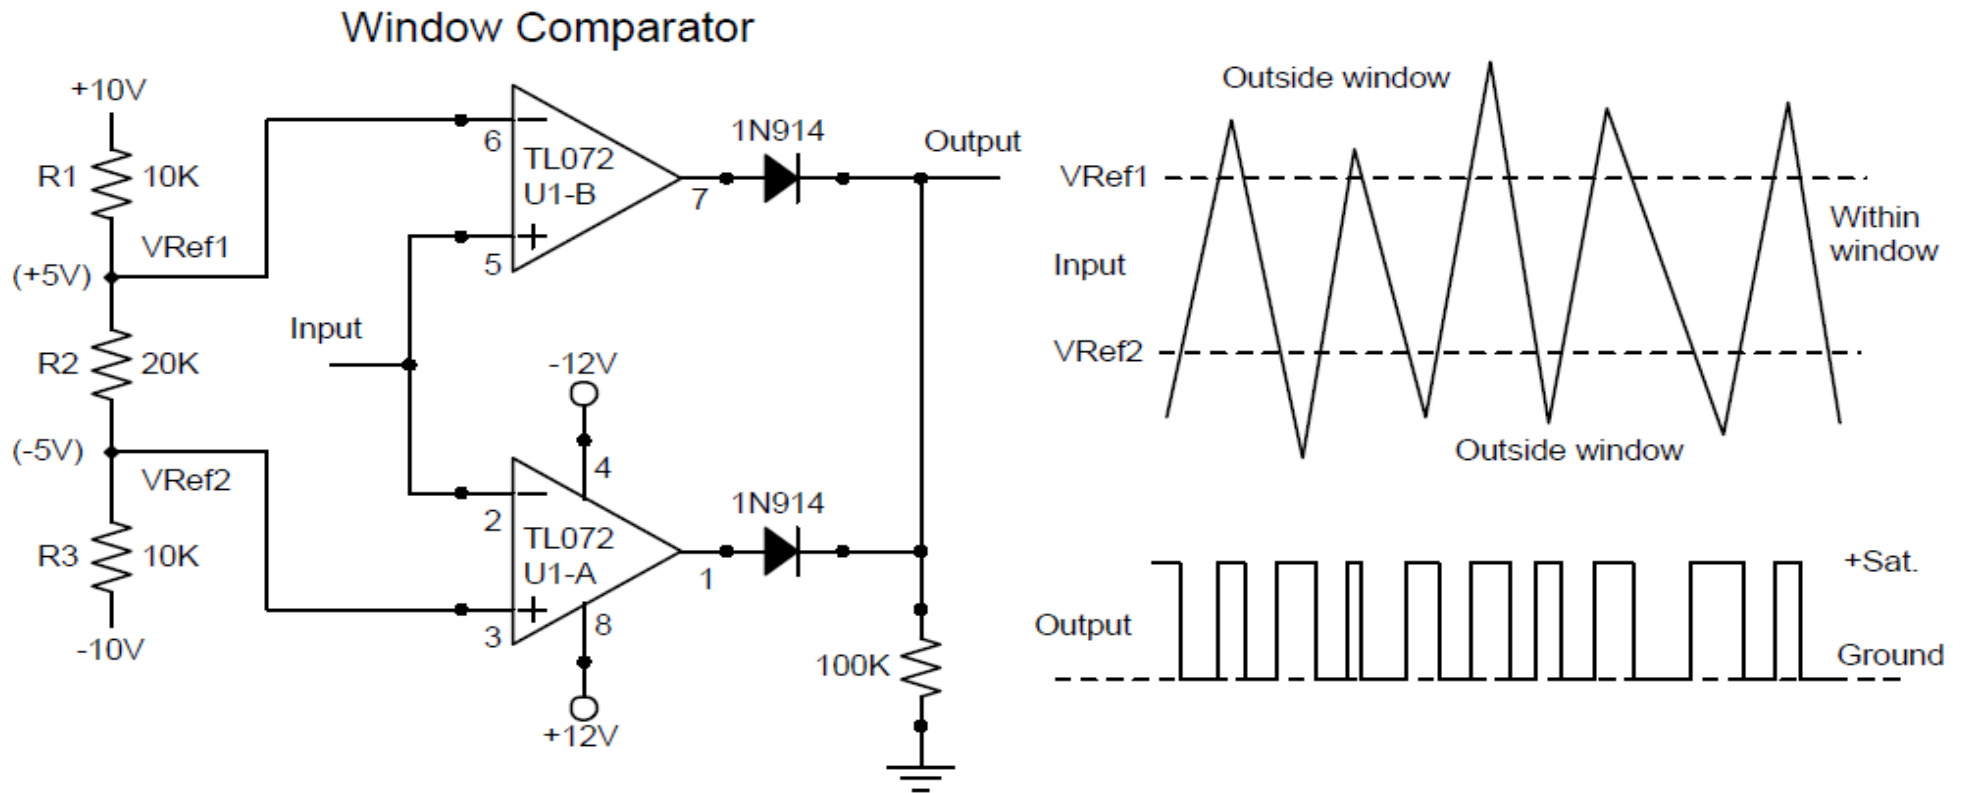 Window Comparator
+10V
R1
10K
VRef1
(+5V)
R2
20K
(-5V)
VRef2
R3
10K
-10V
Input
6
TL072
U1-B
5
7
1N914
Output
-12V
4
2
TL072
U1-A
3
8
1
+12V
1N914
100K
Outside window
VRef1
Within
window
Input
VRef2
Outside window
+Sat.
Output
Ground